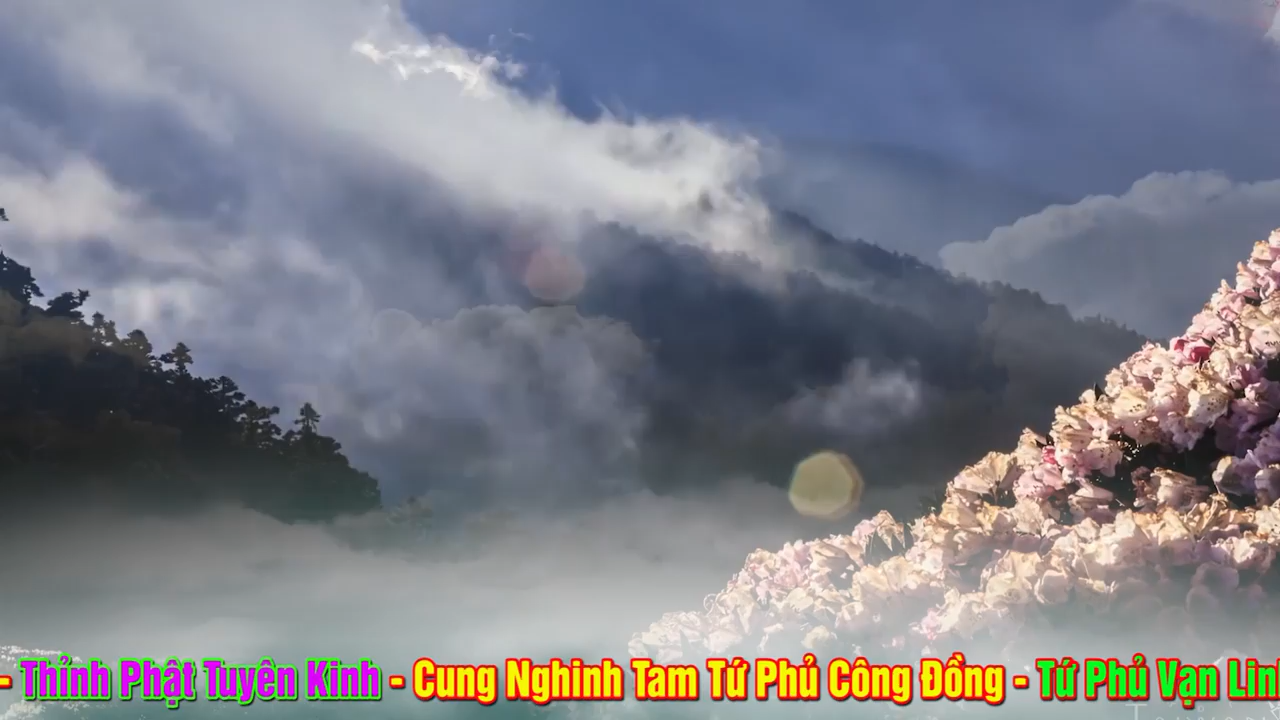 - Thỉnh Phật Tuyên Kinh - Cung Nghinh Tam Tứ Phủ Công Đồng - Tứ Phủ Vạn